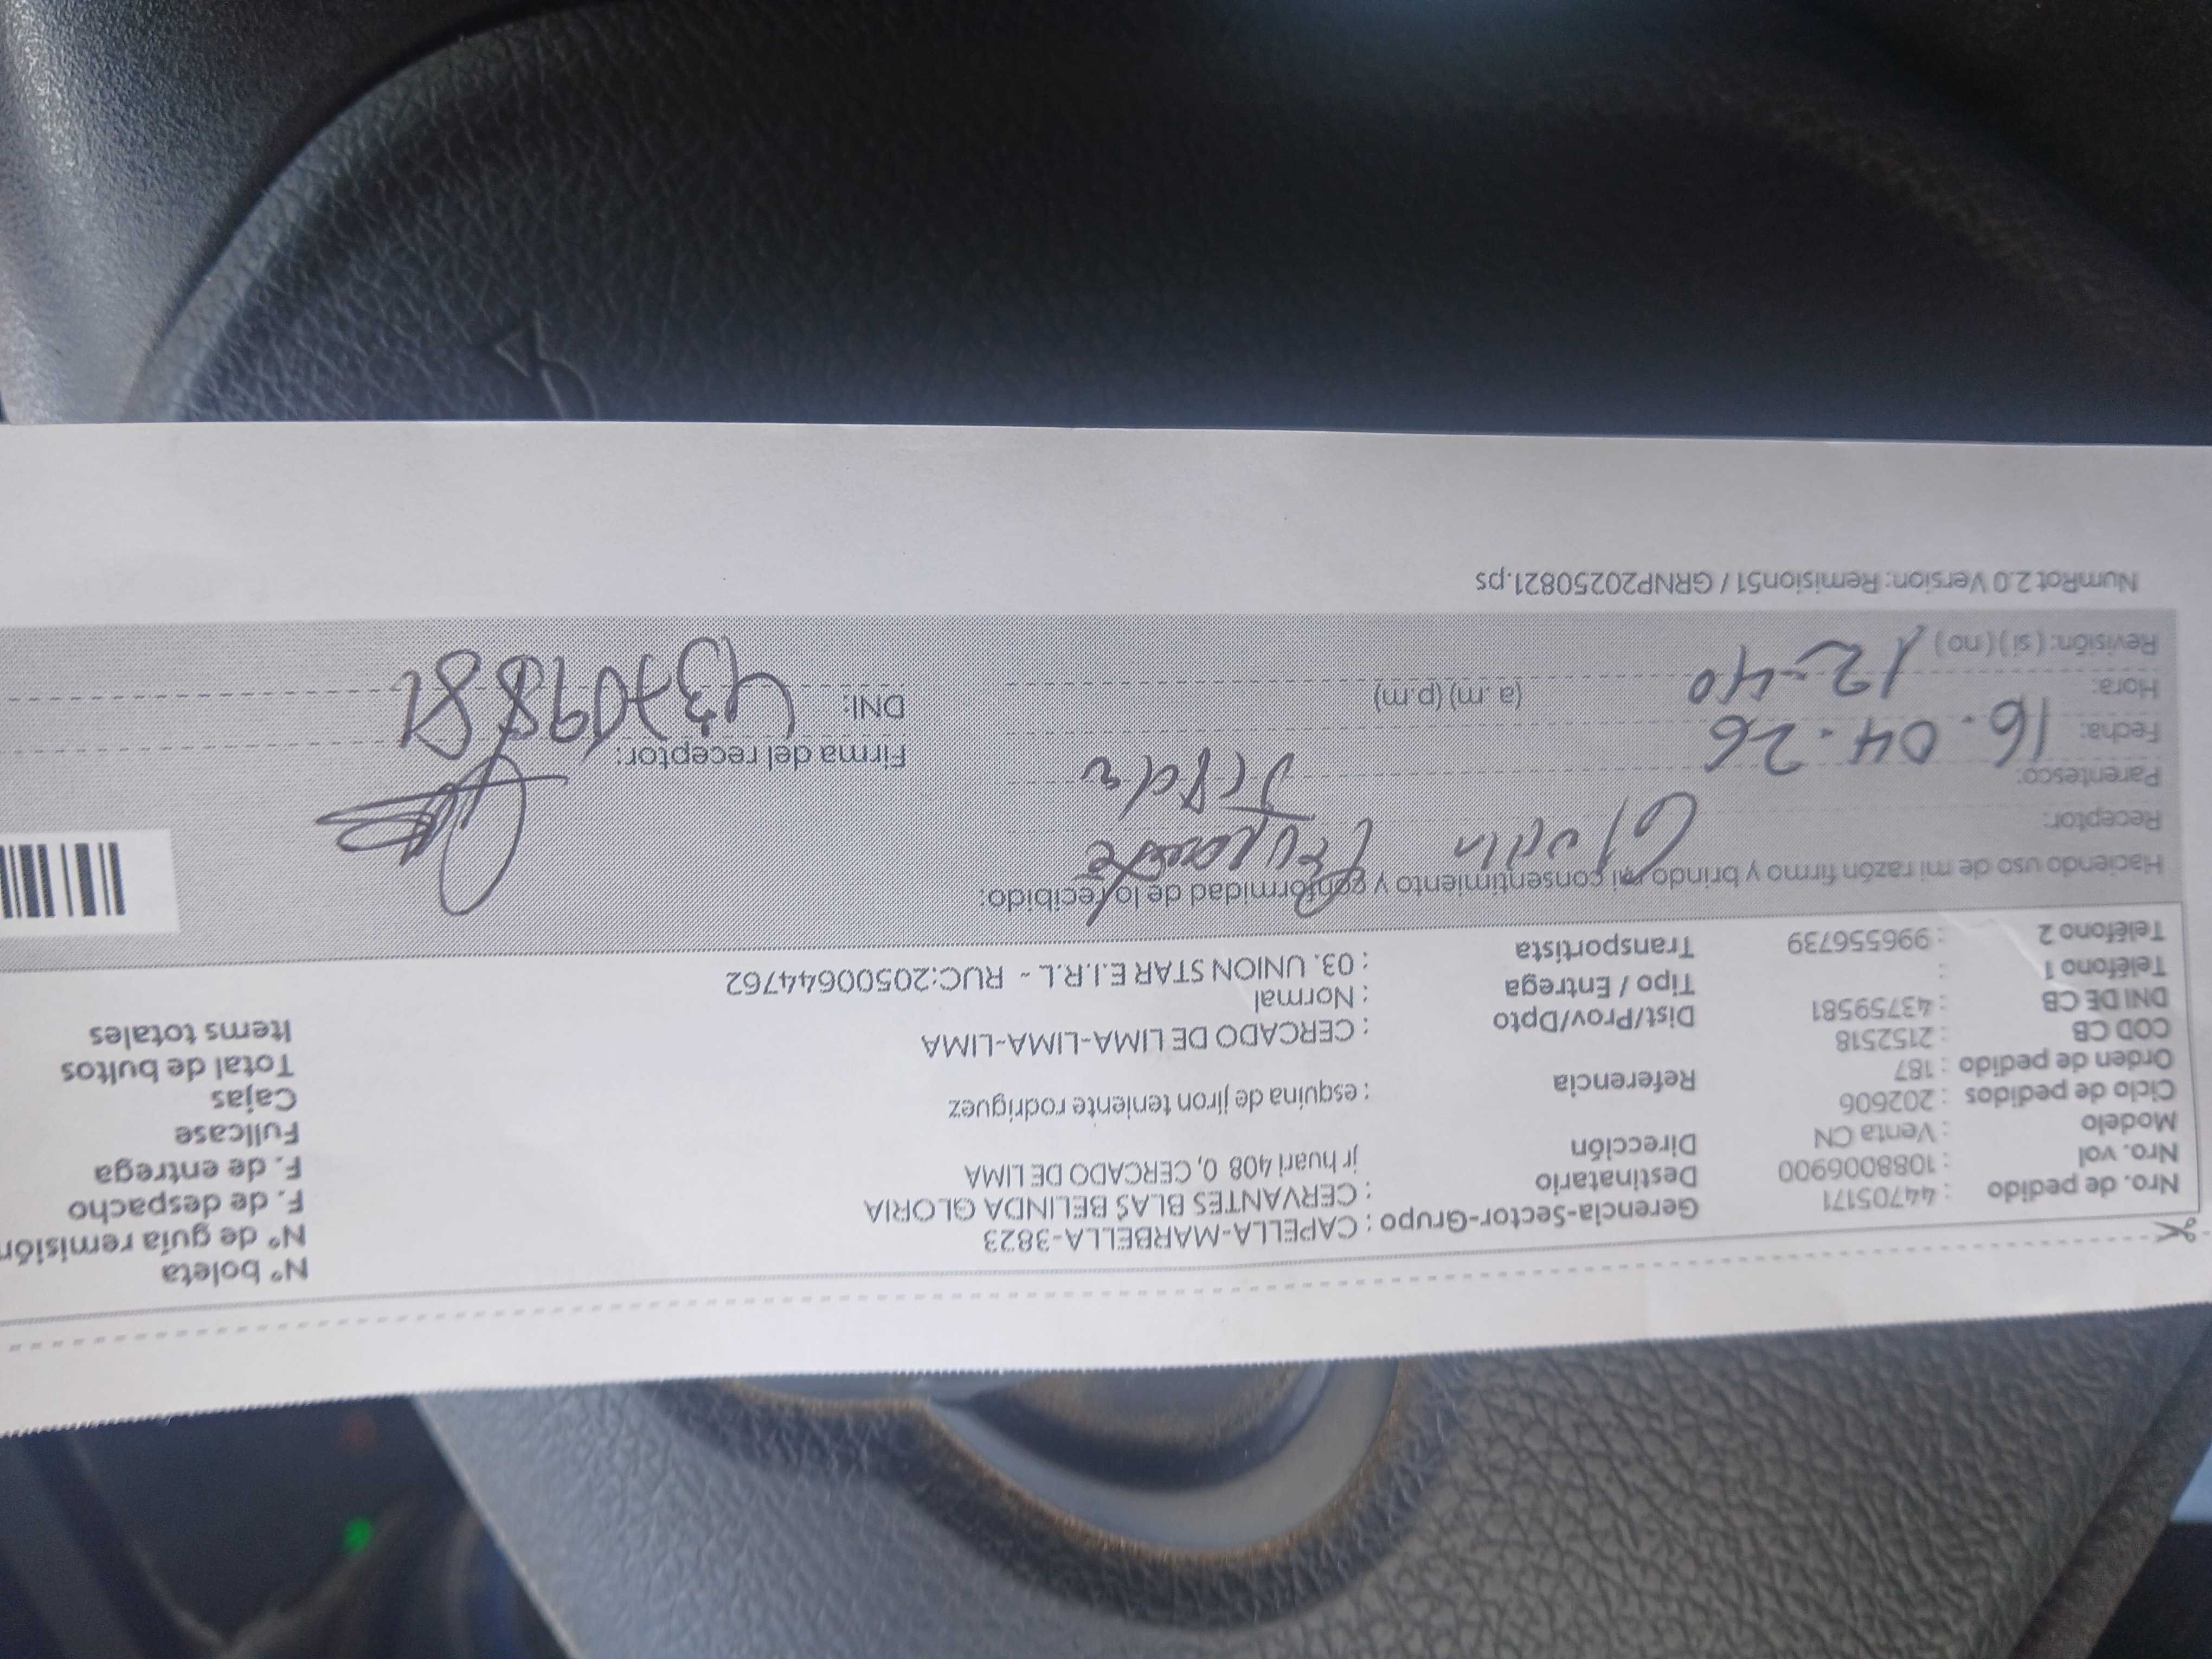 Nº boleta
Nro. de pedido : 44705171 Gerencia-Sector-Grupo : CAPELLA-MARBELLA-3823 Nº de guía remisión
Nro. vol : 1088006900 Destinatario : CERVANTES BLAS BELINDA GLORIA F. de despacho
Modelo : Venta CN Dirección jr huari 408 0, CERCADO DE LIMA F. de entrega
Ciclo de pedidos : 202606 Fullcase
Orden de pedido : 187 Referencia : esquina de jiron teniente rodriguez Cajas
COD CB : 2152518 Total de bultos
DNI DE CB : 43759581 Dist/Prov/Dpto : CERCADO DE LIMA-LIMA-LIMA Items totales
Teléfono 1 : Tipo / Entrega : Normal
Teléfono 2 : 996556739 Transportista : 03. UNION STAR E.I.R.L - RUC:20500644762
Haciendo uso de mi razón firmo y brindo mi consentimiento y conformidad de lo recibido:
Receptor:
Parentesco:
Fecha: 16.04.26 Firma del receptor:
Hora: 12-40 (a.m) (p.m) DNI:
Revisión: (si) (no)
NumRot 2.0 Version: Remision51 / GRNP20250821.ps